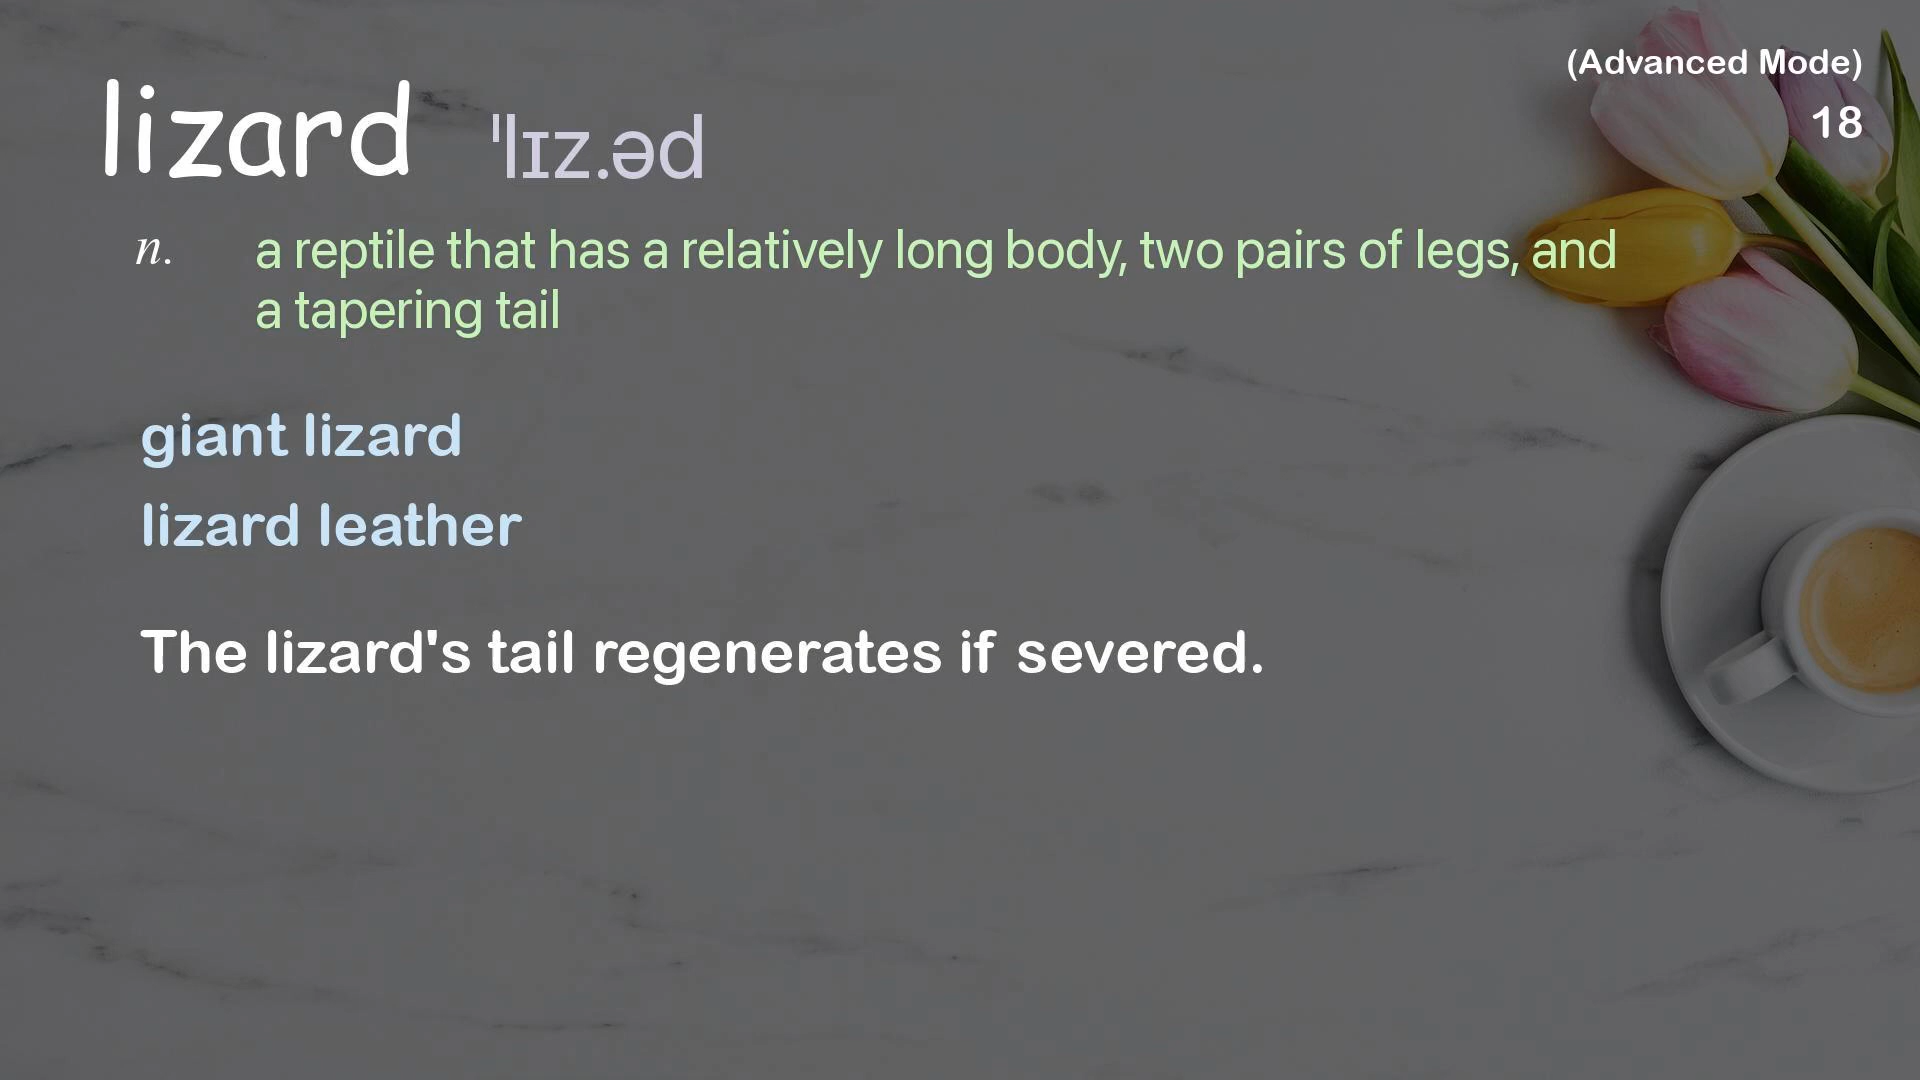 (Advanced Mode)
18
lizard ˈlɪz.əd
n. a reptile that has a relatively long body, two pairs of legs, and
a tapering tail
giant lizard
lizard leather
The lizard's tail regenerates if severed.